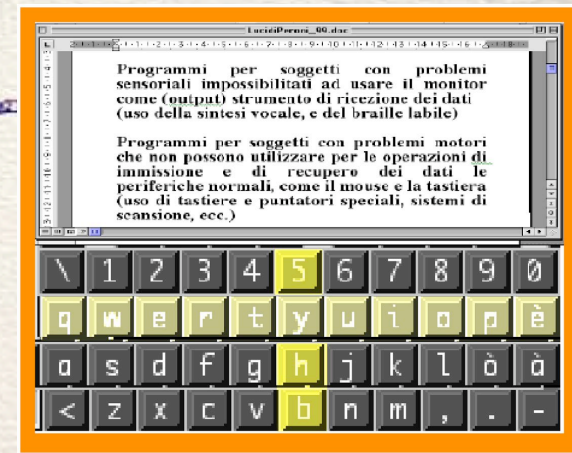 LucidiPeroni_99.doc
Programmi per soggetti con problemi
sensoriali impossibilitati ad usare il monitor
come (output) strumento di ricezione dei dati
(uso della sintesi vocale, e del braille labile)
Programmi per soggetti con problemi motori
che non possono utilizzare per le operazioni di
immissione e di recupero dei dati le
periferiche normali, come il mouse e la tastiera
(uso di tastiere e puntatori speciali, sistemi di
scansione, ecc.)
\ 1 2 3 4 5 6 7 8 9 0
q w e r t y u i o p è
a s d f g h j k l ò à
< z x c v b n m , . -